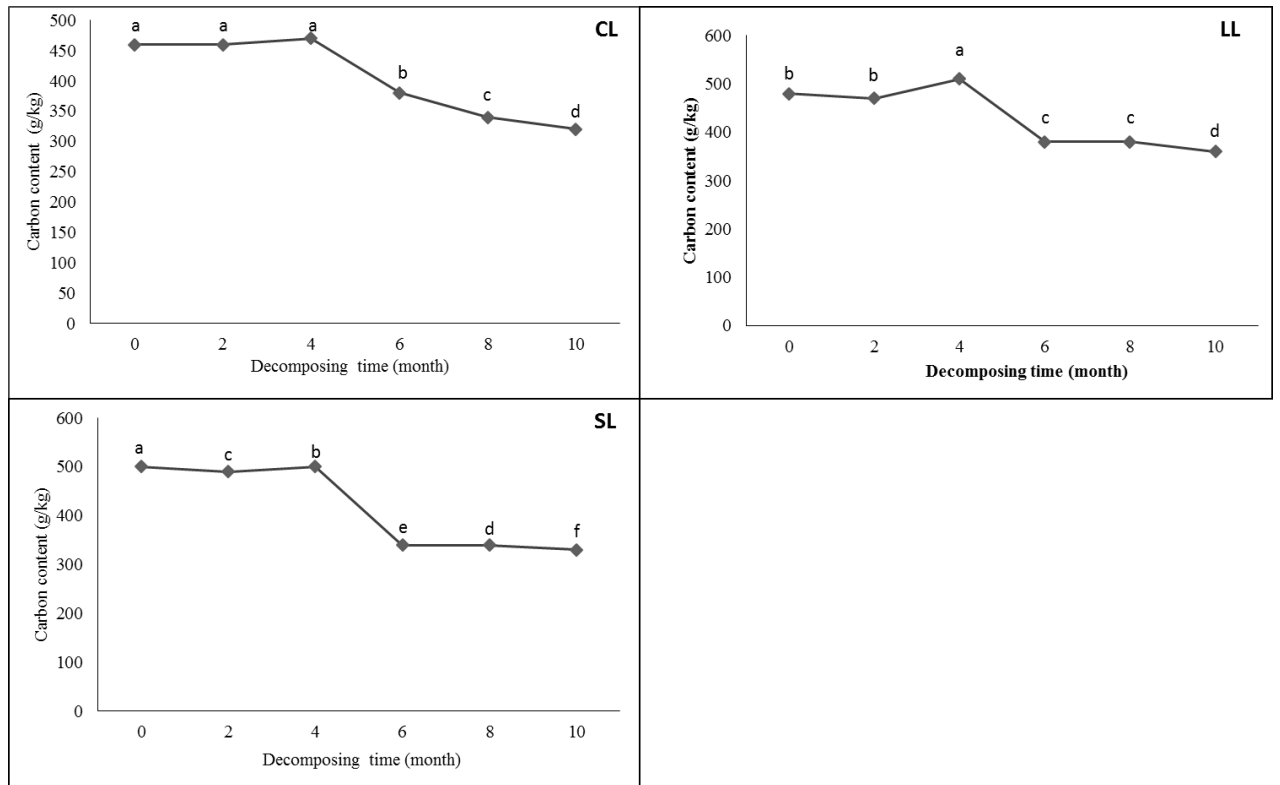 CL
Carbon content (g/kg)
500
450
400
350
300
250
200
150
100
50
0
a a a b c d
0 2 4 6 8 10
Decomposing time (month)
LL
Carbon content (g/kg)
600
500
400
300
200
100
0
b b a c c d
0 2 4 6 8 10
Decomposing time (month)
SL
Carbon content (g/kg)
600
500
400
300
200
100
0
a c b e d f
0 2 4 6 8 10
Decomposing time (month)